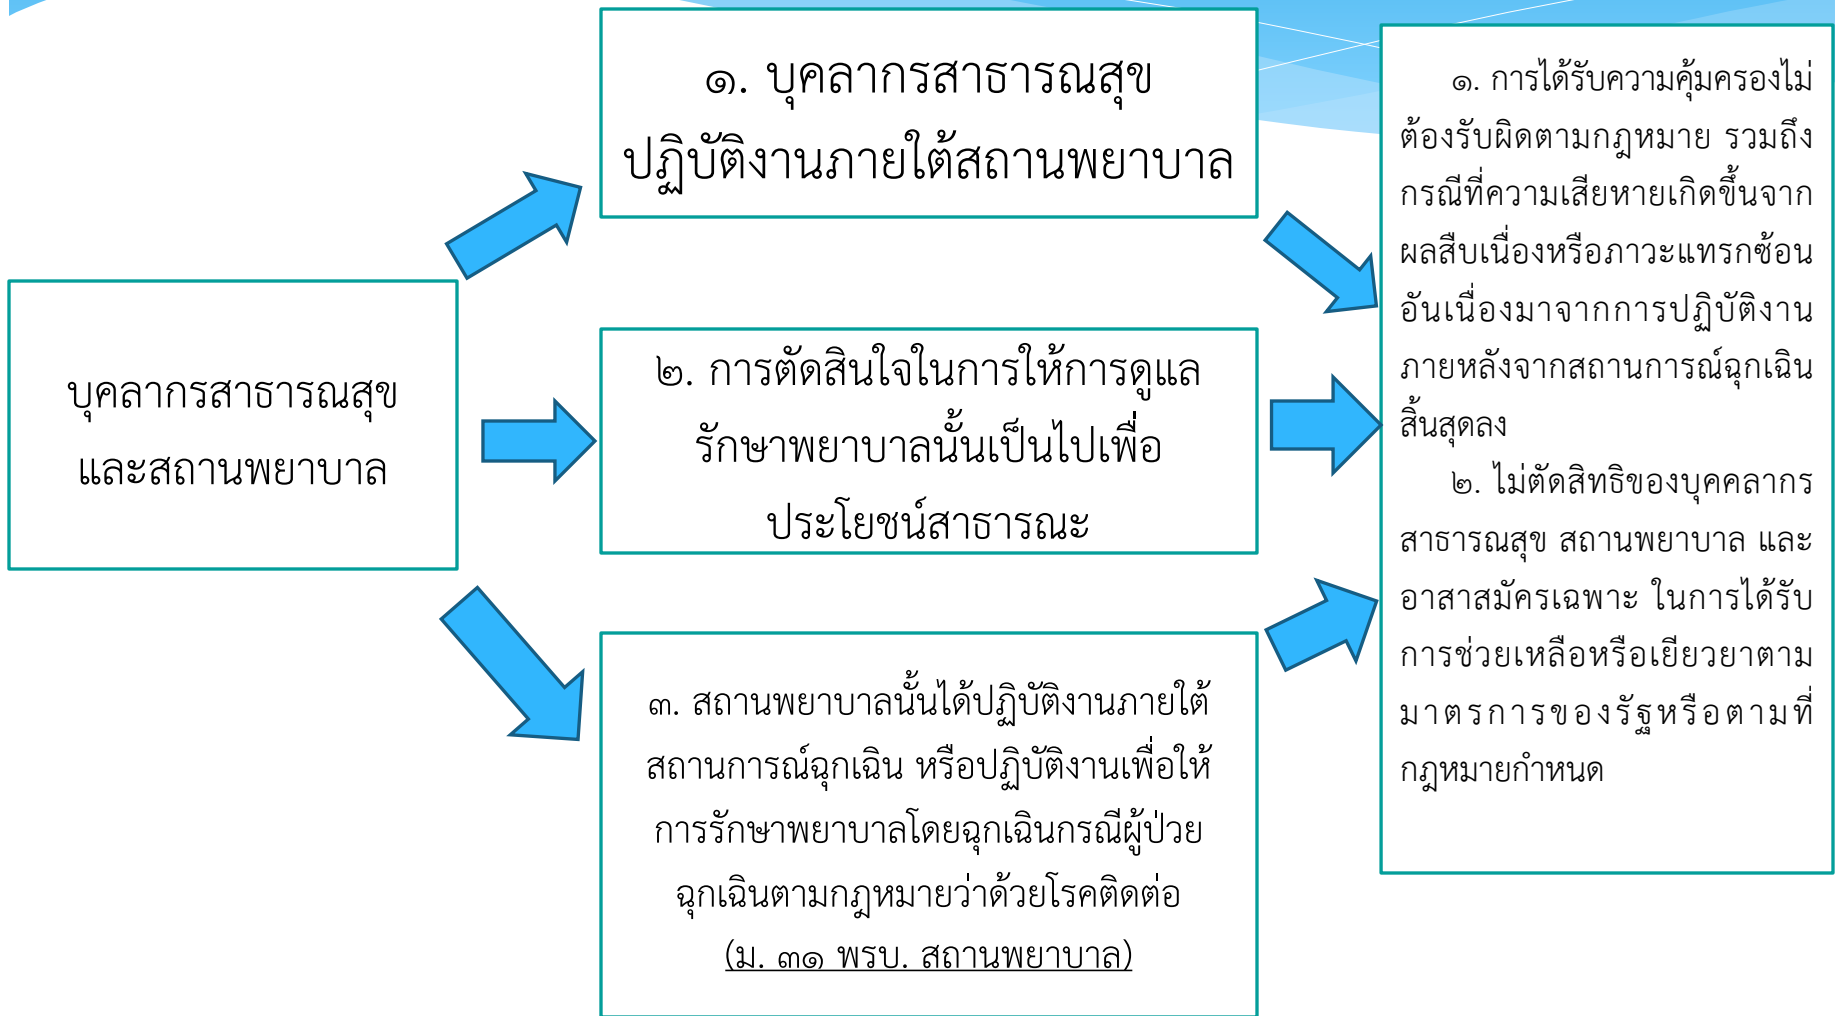 บุคลากรสาธารณสุข
และสถานพยาบาล
๑. บุคลากรสาธารณสุข
ปฏิบัติงานภายใต้สถานพยาบาล
๒. การตัดสินใจในการให้การดูแล
รักษาพยาบาลนั้นเป็นไปเพื่อ
ประโยชน์สาธารณะ
๓. สถานพยาบาลนั้นได้ปฏิบัติงานภายใต้
สถานการณ์ฉุกเฉิน หรือปฏิบัติงานเพื่อให้
การรักษาพยาบาลโดยฉุกเฉินกรณีผู้ป่วย
ฉุกเฉินตามกฎหมายว่าด้วยโรคติดต่อ
(ม. ๓๑ พรบ. สถานพยาบาล)
๑. การได้รับความคุ้มครองไม่
ต้องรับผิดตามกฎหมาย รวมถึง
กรณีที่ความเสียหายเกิดขึ้นจาก
ผลสืบเนื่องหรือภาวะแทรกซ้อน
อันเนื่องมาจากการปฏิบัติงาน
ภายหลังจากสถานการณ์ฉุกเฉิน
สิ้นสุดลง
๒. ไม่ตัดสิทธิของบุคคลากร
สาธารณสุข สถานพยาบาล และ
อาสาสมัครเฉพาะ ในการได้รับ
การช่วยเหลือหรือเยียวยาตาม
มาตรการของรัฐหรือตามที่
กฎหมายกำหนด